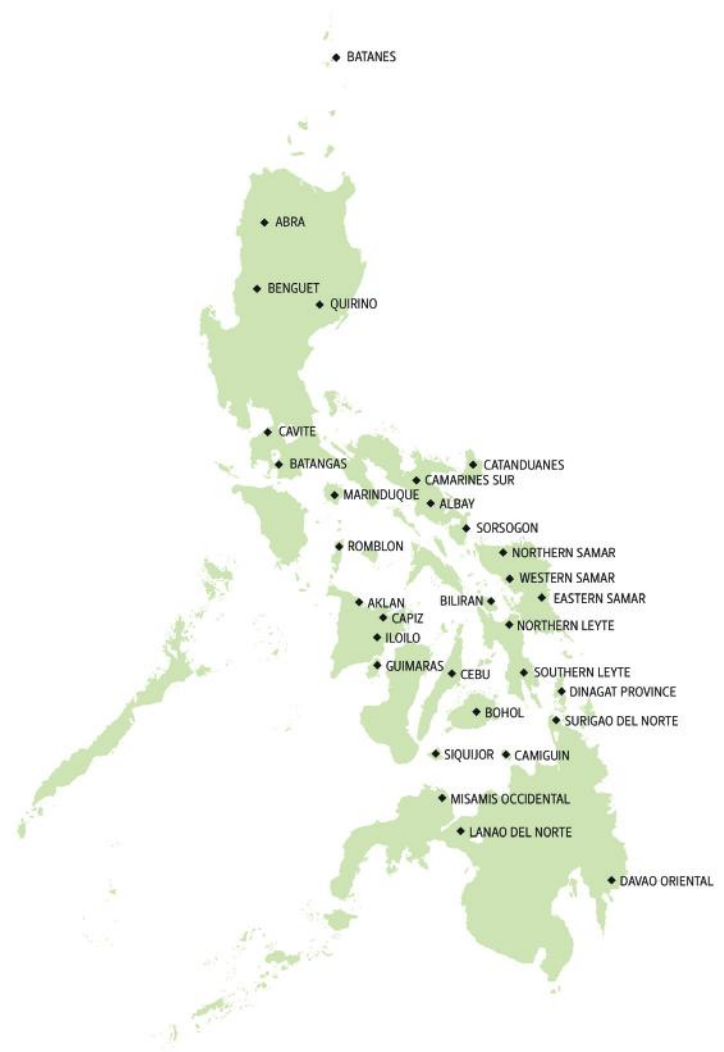 BATANES
ABRA
BENGUET
QUIRINO
CAVITE
BATANGAS
CATANDUANES
CAMARINES SUR
MARINDUQUE
ALBAY
SORSOGON
ROMBLON
NORTHERN SAMAR
WESTERN SAMAR
EASTERN SAMAR
BILIRAN
AKLAN
CAPIZ
NORTHERN LEYTE
ILOILO
GUIMARAS
CEBU
SOUTHERN LEYTE
DINAGAT PROVINCE
BOHOL
SURIGAO DEL NORTE
SIQUIJOR
CAMIGUIN
MISAMIS OCCIDENTAL
LANAO DEL NORTE
DAVAO ORIENTAL